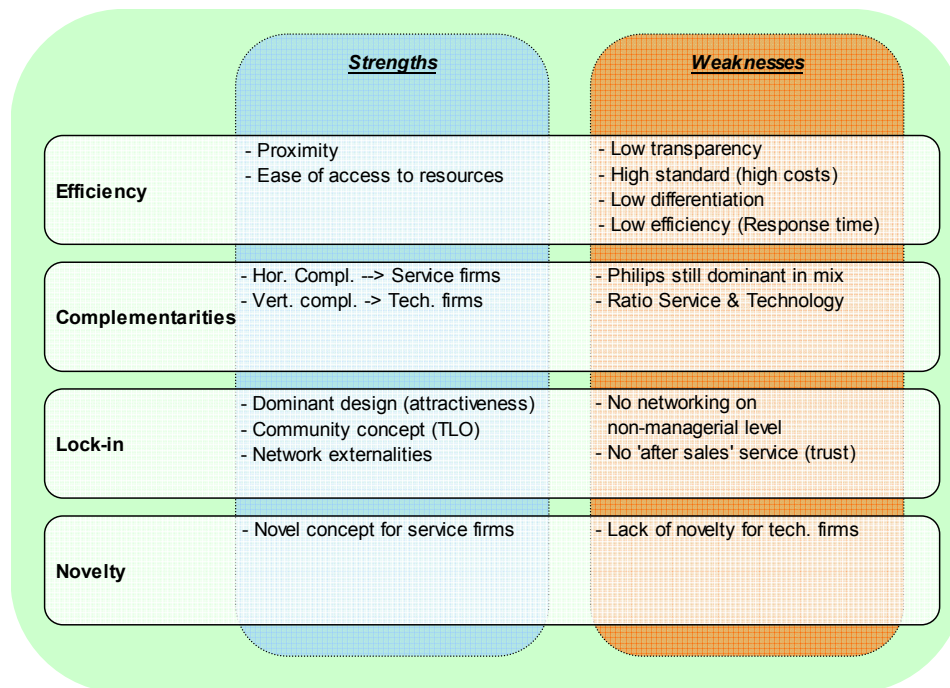 Strengths
Weaknesses
Efficiency
- Proximity
- Ease of access to resources
- Low transparency
- High standard (high costs)
- Low differentiation
- Low efficiency (Response time)
Complementarities
- Hor. Compl. --> Service firms
- Vert. compl. -> Tech. firms
- Philips still dominant in mix
- Ratio Service & Technology
Lock-in
- Dominant design (attractiveness)
- Community concept (TLO)
- Network externalities
- No networking on
non-managerial level
- No 'after sales' service (trust)
Novelty
- Novel concept for service firms
- Lack of novelty for tech. firms